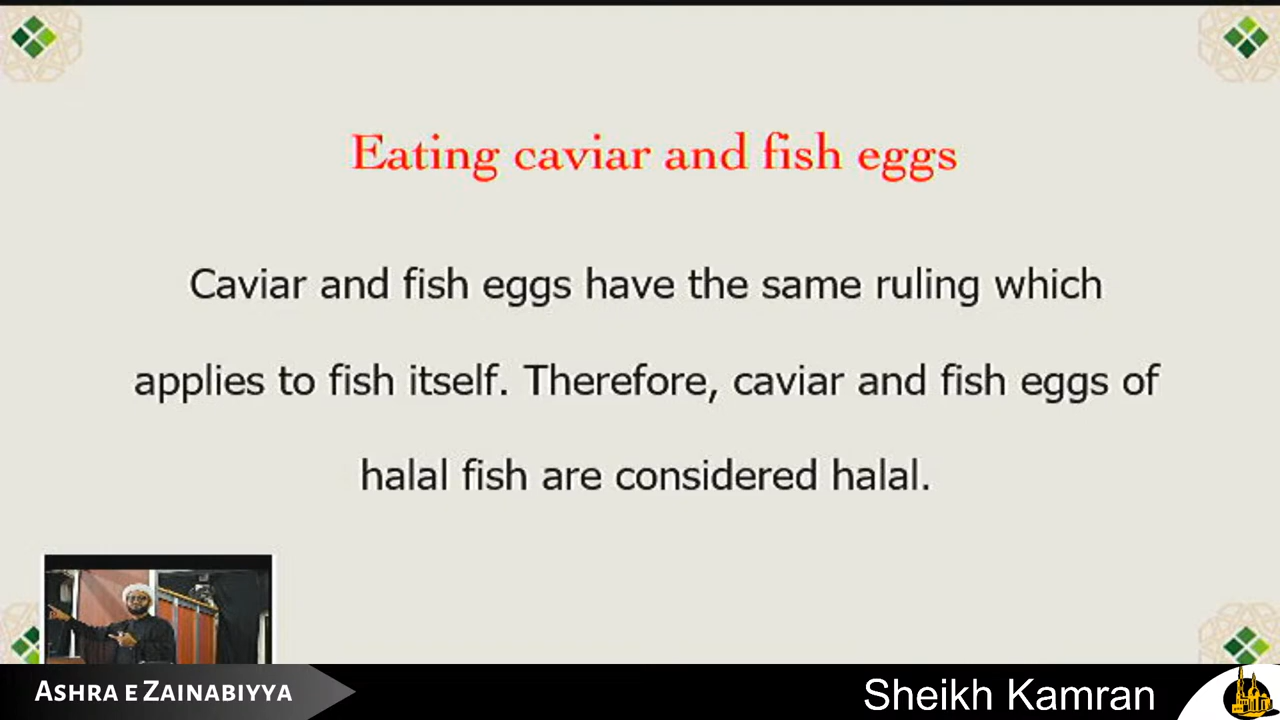 Eating caviar and fish eggs
Caviar and fish eggs have the same ruling which
applies to fish itself. Therefore, caviar and fish eggs of
halal fish are considered halal.
Ashra e Zainabiyya
Sheikh Kamran